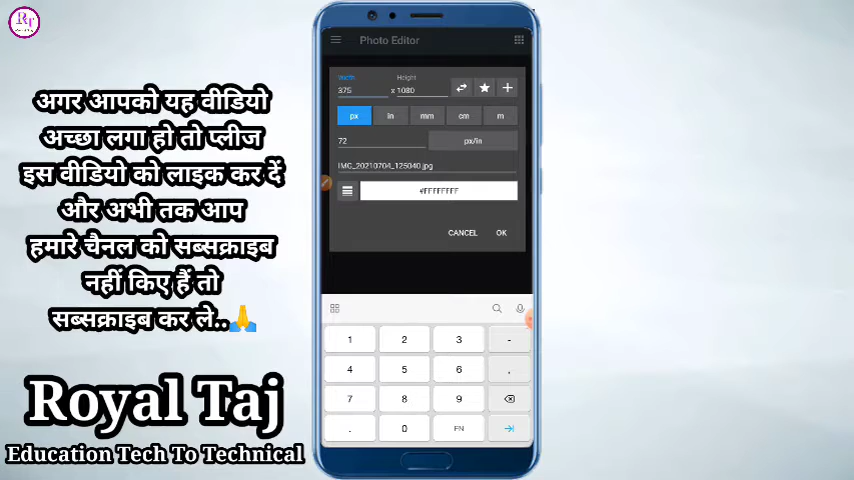 Rt
अगर आपको यह वीडियो
अच्छा लगा हो तो प्लीज
इस वीडियो को लाइक कर दें
और अभी तक आप
हमारे चैनल को सब्सक्राइब
नहीं किए हैं तो
सब्सक्राइब कर ले..🙏
Royal Taj
Education Tech To Technical
Photo Editor
Width Height
375 x 1080
px in mm cm m
72 px/in
IMG_20210704_125040.jpg
#FFFFFFFF
CANCEL OK
1 2 3 -
4 5 6 ,
7 8 9
. 0 EN